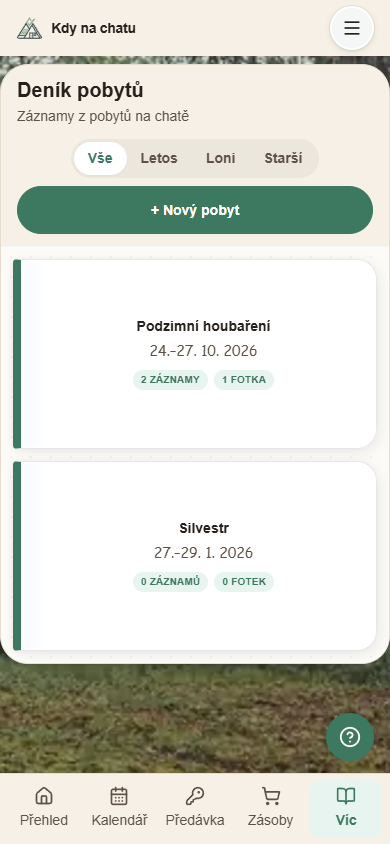 Kdy na chatu
Deník pobytů
Záznamy z pobytů na chatě
Vše Letos Loni Starší
+ Nový pobyt
Podzimní houbaření
24.–27. 10. 2026
2 ZÁZNAMY 1 FOTKA
Silvestr
27.–29. 1. 2026
0 ZÁZNAMŮ 0 FOTEK
Přehled Kalendář Předávka Zásoby Víc